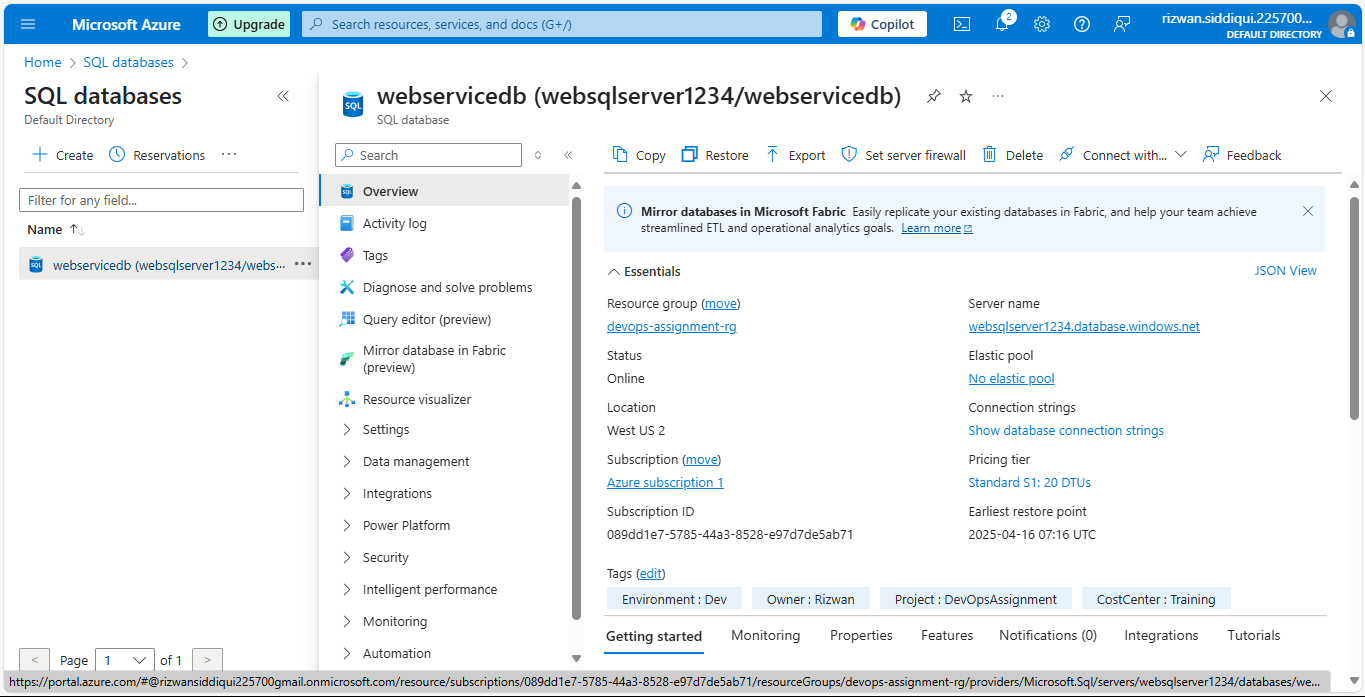 Microsoft Azure
Upgrade
Search resources, services, and docs (G+/)
Copilot
2
rizwan.siddiqui.225700...
DEFAULT DIRECTORY
Home > SQL databases >
SQL databases
Default Directory
Create
Reservations
Filter for any field...
Name
webservicedb (websqlserver1234/webs...
< Page 1 of 1 >
webservicedb (websqlserver1234/webservicedb)
SQL database
Search
Overview
Activity log
Tags
Diagnose and solve problems
Query editor (preview)
Mirror database in Fabric
(preview)
Resource visualizer
Settings
Data management
Integrations
Power Platform
Security
Intelligent performance
Monitoring
Automation
Copy Restore Export Set server firewall Delete Connect with... Feedback
Mirror databases in Microsoft Fabric Easily replicate your existing databases in Fabric, and help your team achieve
streamlined ETL and operational analytics goals. Learn more
Essentials
JSON View
Resource group (move)
devops-assignment-rg
Status
Online
Location
West US 2
Subscription (move)
Azure subscription 1
Subscription ID
089dd1e7-5785-44a3-8528-e97d7de5ab71
Server name
websqlserver1234.database.windows.net
Elastic pool
No elastic pool
Connection strings
Show database connection strings
Pricing tier
Standard S1: 20 DTUs
Earliest restore point
2025-04-16 07:16 UTC
Tags (edit)
Environment : Dev
Owner : Rizwan
Project : DevOpsAssignment
CostCenter : Training
Getting started Monitoring Properties Features Notifications (0) Integrations Tutorials
https://portal.azure.com/#@rizwansiddiqui225700gmail.onmicrosoft.com/resource/subscriptions/089dd1e7-5785-44a3-8528-e97d7de5ab71/resourceGroups/devops-assignment-rg/providers/Microsoft.Sql/servers/websqlserver1234/databases/we...